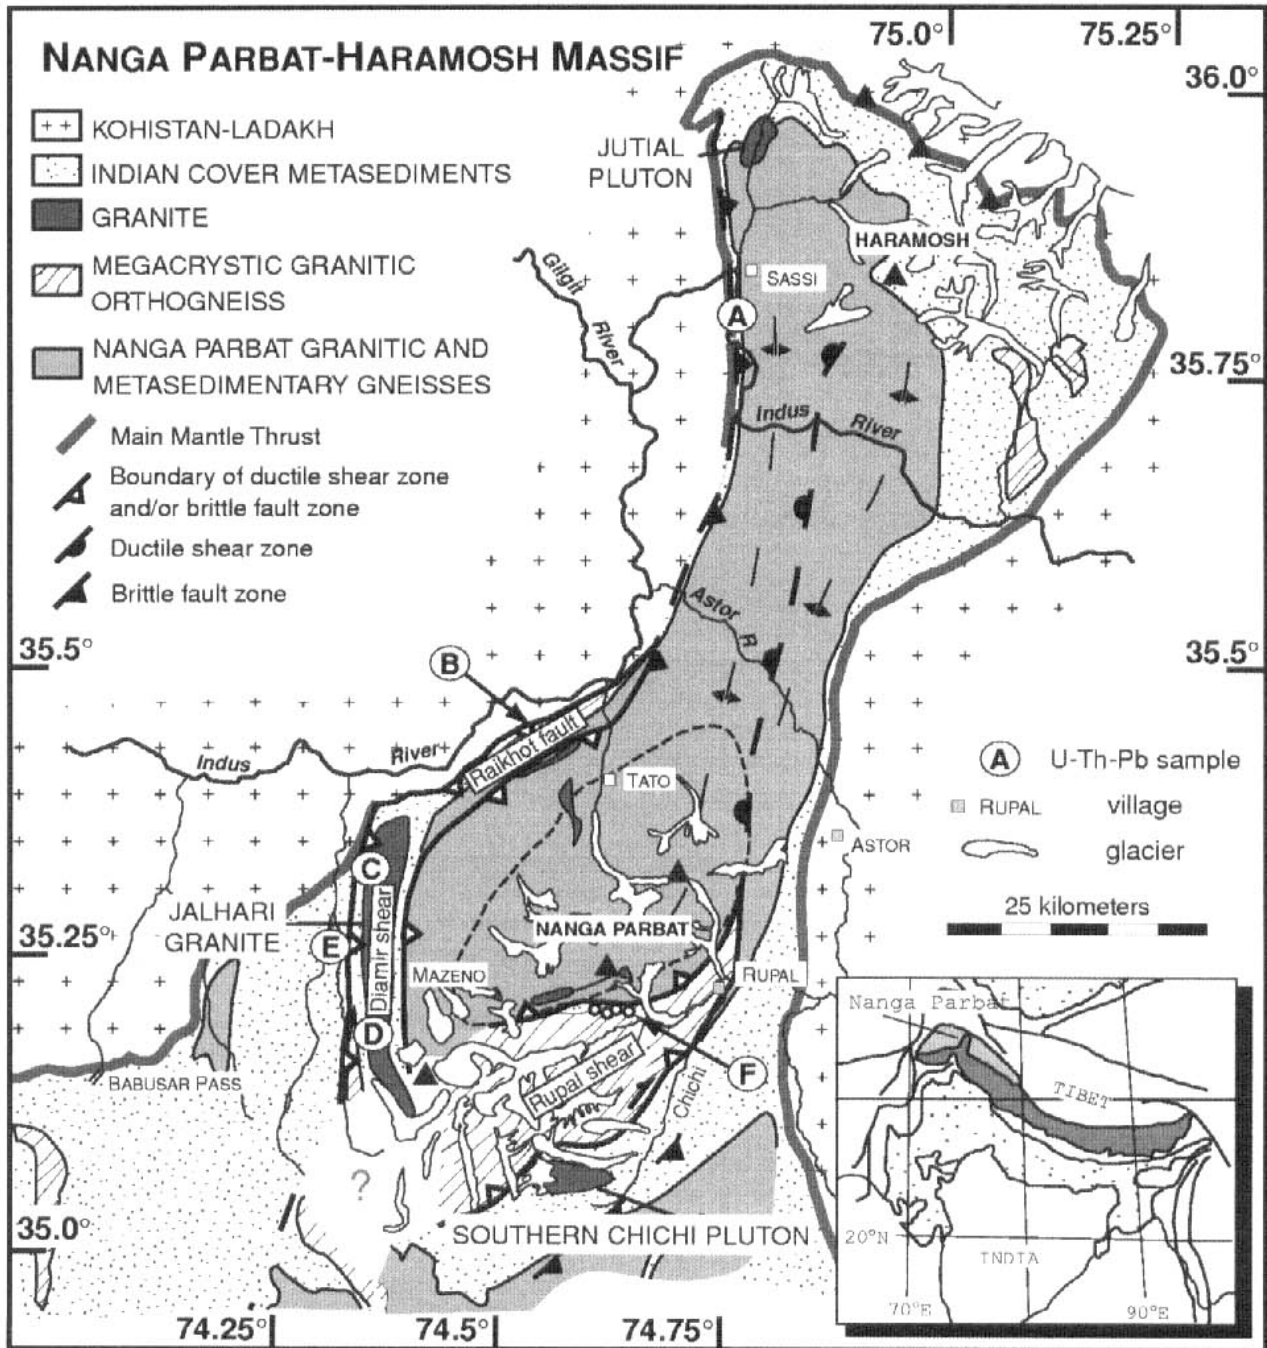 NANGA PARBAT-HARAMOSH MASSIF
75.0°
75.25°
36.0°
KOHISTAN-LADAKH
INDIAN COVER METASEDIMENTS
GRANITE
MEGACRYSTIC GRANITIC
ORTHOGNEISS
NANGA PARBAT GRANITIC AND
METASEDIMENTARY GNEISSES
Main Mantle Thrust
Boundary of ductile shear zone
and/or brittle fault zone
Ductile shear zone
Brittle fault zone
JUTIAL
PLUTON
HARAMOSH
SASSI
Gilgit
River
A
35.75°
Indus
River
Astor
R
35.5°
35.5°
B
Raikhot fault
Indus
River
TATO
A
U-Th-Pb sample
RUPAL
village
glacier
25 kilometers
ASTOR
C
JALHARI
GRANITE
Diamir shear
NANGA PARBAT
35.25°
E
MAZENO
RUPAL
D
F
Rupal shear
Chichi
BABUSAR PASS
?
35.0°
SOUTHERN CHICHI PLUTON
74.25°
74.5°
74.75°
Nanga Parbat
TIBET
20°N
INDIA
70°E
90°E